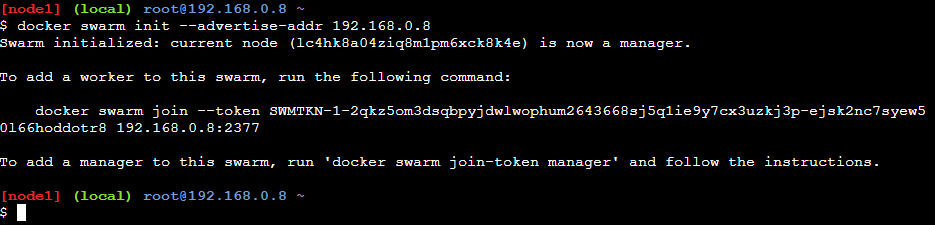 [node1] (local) root@192.168.0.8 ~
$ docker swarm init --advertise-addr 192.168.0.8
Swarm initialized: current node (lc4hk8a04ziq8m1pm6xck8k4e) is now a manager.
To add a worker to this swarm, run the following command:
docker swarm join --token SWMTKN-1-2qkz5om3dsqbpyjdwlwophum2643668sj5q1ie9y7cx3uzkj3p-ejsk2nc7syew5
0l66hoddotr8 192.168.0.8:2377
To add a manager to this swarm, run 'docker swarm join-token manager' and follow the instructions.
[node1] (local) root@192.168.0.8 ~
$